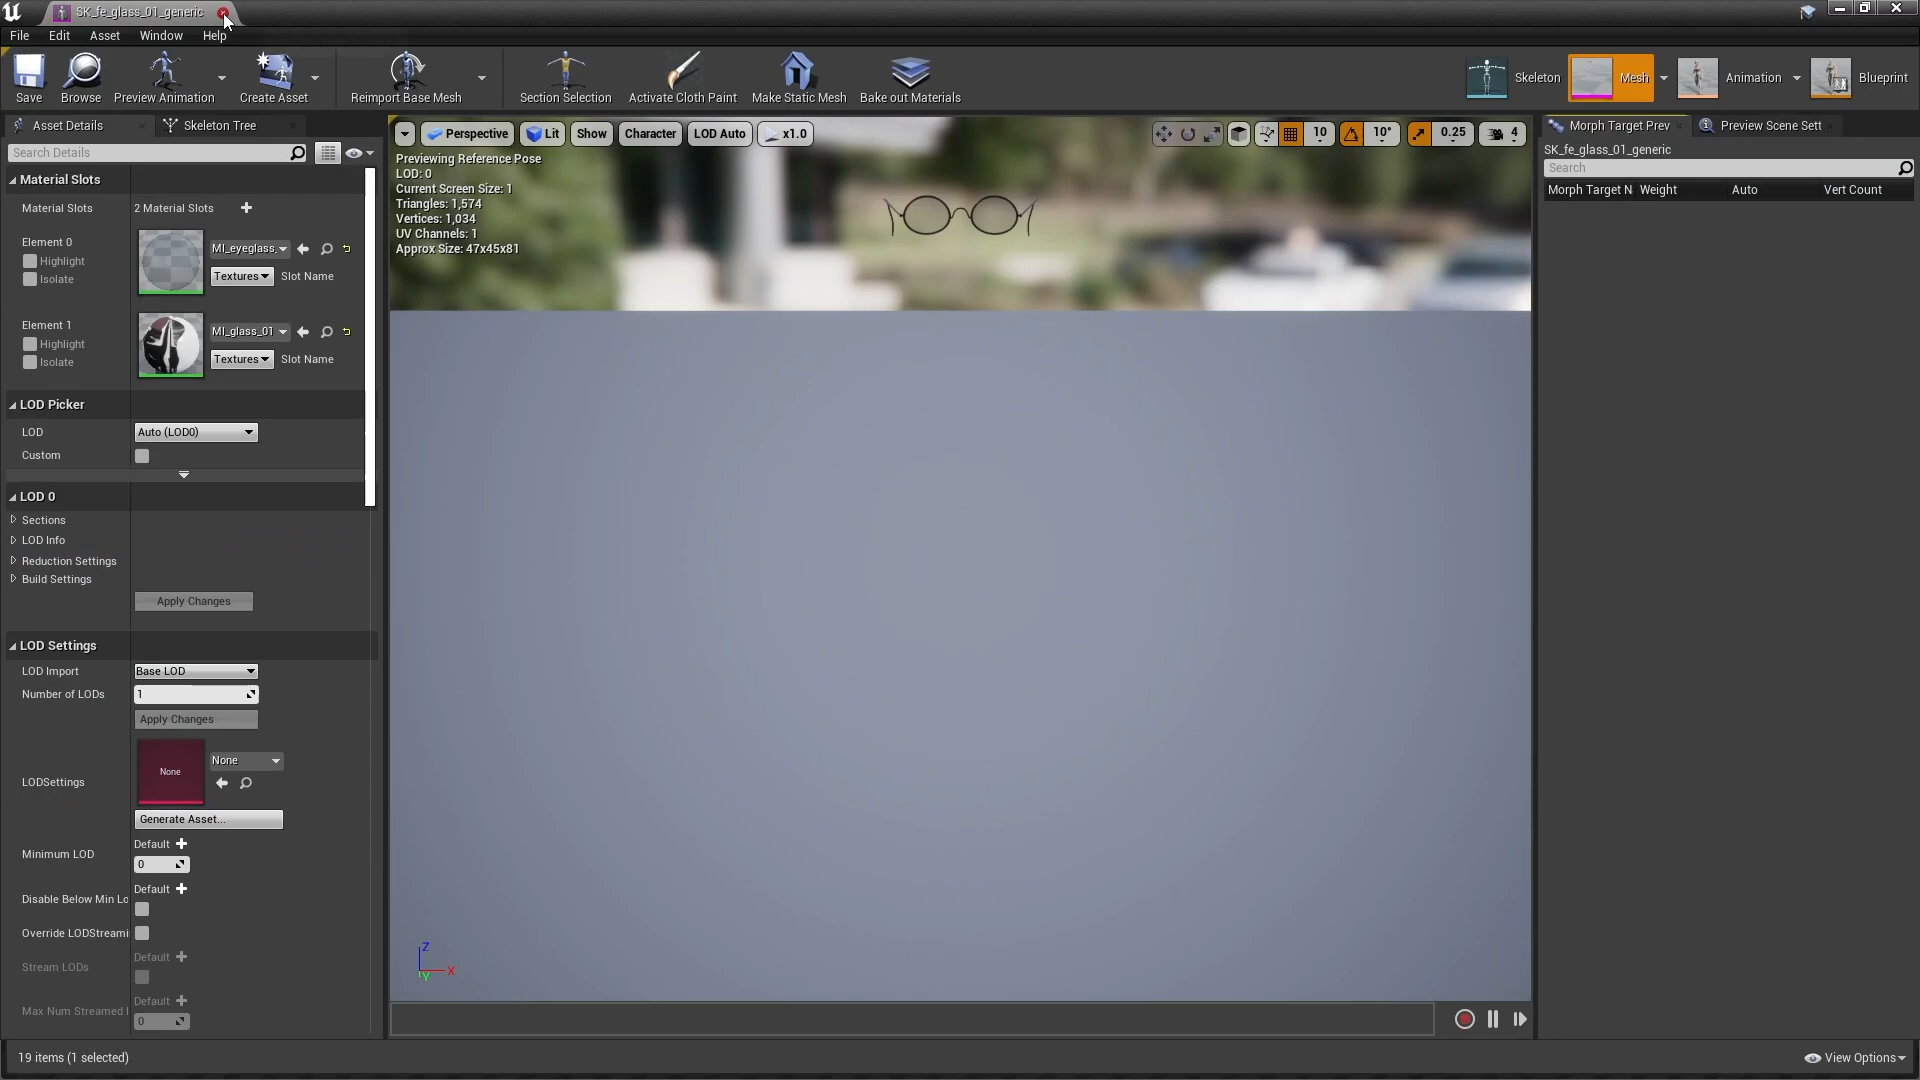 SK_fe_glass_01_generic
File Edit Asset Window Help
Save Browse Preview Animation Create Asset Reimport Base Mesh Section Selection Activate Cloth Paint Make Static Mesh Bake out Materials Skeleton Mesh Animation Blueprint
Asset Details Skeleton Tree
Search Details
Material Slots
Material Slots 2 Material Slots
Element 0
Highlight
Isolate
MI_eyeglass_
Textures Slot Name
Element 1
Highlight
Isolate
MI_glass_01
Textures Slot Name
LOD Picker
LOD Auto (LOD0)
Custom
LOD 0
Sections
LOD Info
Reduction Settings
Build Settings
Apply Changes
LOD Settings
LOD Import Base LOD
Number of LODs 1
Apply Changes
LODSettings
None
None
Generate Asset...
Minimum LOD
Default
0
Disable Below Min Lo
Default
Override LODStreami
Stream LODs
Default
Max Num Streamed
Default
0
Perspective Lit Show Character LOD Auto x1.0
10 10° 0.25 4
Previewing Reference Pose
LOD: 0
Current Screen Size: 1
Triangles: 1,574
Vertices: 1,034
UV Channels: 1
Approx Size: 47x45x81
Z
X
Y
Morph Target Prev Preview Scene Sett
SK_fe_glass_01_generic
Search
Morph Target N Weight Auto Vert Count
19 items (1 selected)
View Options